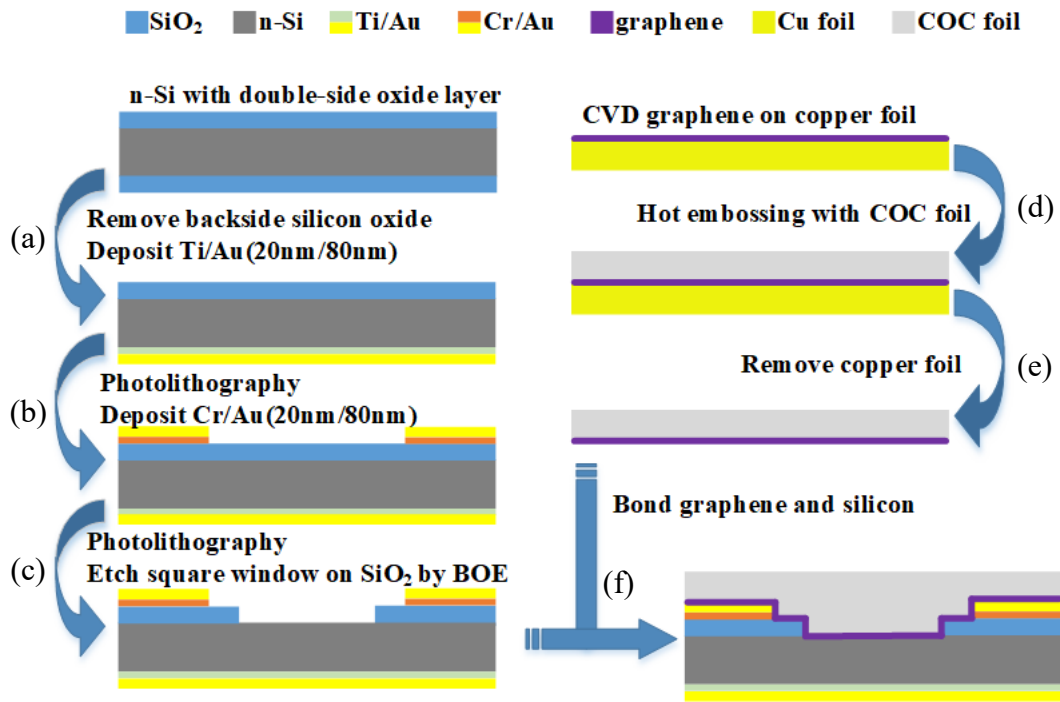 SiO₂ n-Si Ti/Au Cr/Au graphene Cu foil COC foil
n-Si with double-side oxide layer
(a)
Remove backside silicon oxide
Deposit Ti/Au(20nm/80nm)
(b)
Photolithography
Deposit Cr/Au(20nm/80nm)
(c)
Photolithography
Etch square window on SiO₂ by BOE
CVD graphene on copper foil
(d)
Hot embossing with COC foil
(e)
Remove copper foil
Bond graphene and silicon
(f)